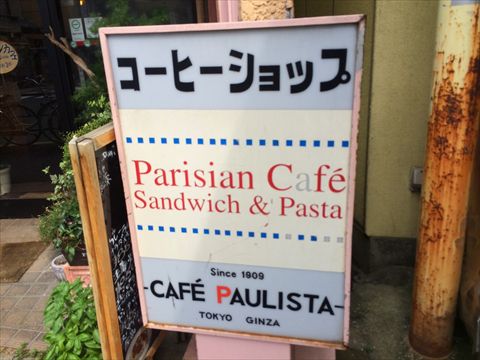 コーヒーショップ
Parisian Café
Sandwich & Pasta
Since 1909
-CAFÉ PAULISTA-
TOKYO GINZA